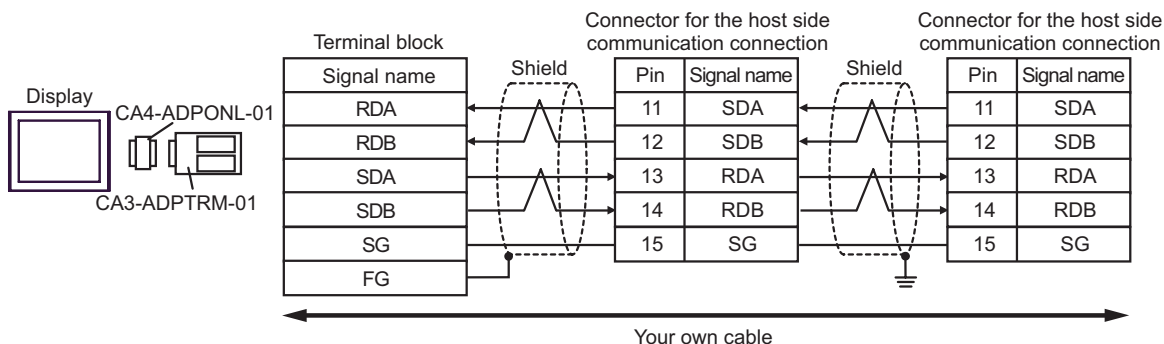 Display
CA4-ADPONL-01
CA3-ADPTRM-01
Terminal block
Signal name
RDA
RDB
SDA
SDB
SG
FG
Shield
Connector for the host side
communication connection
Pin Signal name
11 SDA
12 SDB
13 RDA
14 RDB
15 SG
Shield
Connector for the host side
communication connection
Pin Signal name
11 SDA
12 SDB
13 RDA
14 RDB
15 SG
Your own cable